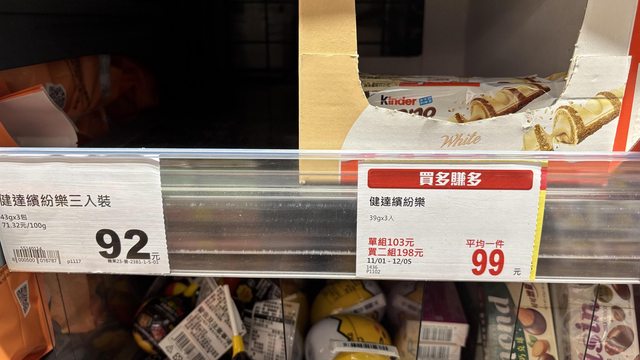 Kinder
White
健達繽紛樂三入裝
43gx3包
71.32元/100g
92元
p1117
買多賺多
健達繽紛樂
39gx3入
單組103元
買二組198元
11/01 - 12/05
1436
P1102
平均一件
99元